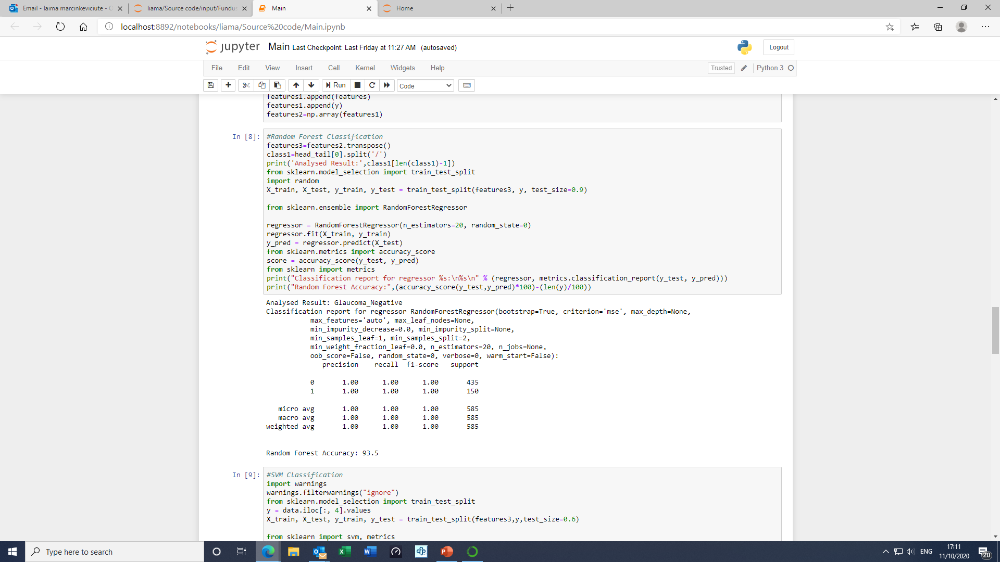 Email - laima marcinkeviciute - O
liama/Source code/input/Fundus
Main
Home
localhost:8892/notebooks/liama/Source%20code/Main.ipynb
jupyter Main Last Checkpoint: Last Friday at 11:27 AM (autosaved)
Logout
File Edit View Insert Cell Kernel Widgets Help
Trusted Python 3
Run Code
features1.append(features)
features1.append(y)
features2=np.array(features1)
In [8]: #Random Forest Classification
features3=features2.transpose()
class1=head_tail[0].split('/')
print('Analysed Result:',class1[len(class1)-1])
from sklearn.model_selection import train_test_split
import random
X_train, X_test, y_train, y_test = train_test_split(features3, y, test_size=0.9)
from sklearn.ensemble import RandomForestRegressor
regressor = RandomForestRegressor(n_estimators=20, random_state=0)
regressor.fit(X_train, y_train)
y_pred = regressor.predict(X_test)
from sklearn.metrics import accuracy_score
score = accuracy_score(y_test, y_pred)
from sklearn import metrics
print("Classification report for regressor %s:\n%s\n" % (regressor, metrics.classification_report(y_test, y_pred)))
print("Random Forest Accuracy:",(accuracy_score(y_test,y_pred)*100)-(len(y)/100))
Analysed Result: Glaucoma_Negative
Classification report for regressor RandomForestRegressor(bootstrap=True, criterion='mse', max_depth=None,
max_features='auto', max_leaf_nodes=None,
min_impurity_decrease=0.0, min_impurity_split=None,
min_samples_leaf=1, min_samples_split=2,
min_weight_fraction_leaf=0.0, n_estimators=20, n_jobs=None,
oob_score=False, random_state=0, verbose=0, warm_start=False):
precision recall f1-score support
0 1.00 1.00 1.00 435
1 1.00 1.00 1.00 150
micro avg 1.00 1.00 1.00 585
macro avg 1.00 1.00 1.00 585
weighted avg 1.00 1.00 1.00 585
Random Forest Accuracy: 93.5
In [9]: #SVM Classification
import warnings
warnings.filterwarnings("ignore")
from sklearn.model_selection import train_test_split
y = data.iloc[:, 4].values
X_train, X_test, y_train, y_test = train_test_split(features3,y,test_size=0.6)
from sklearn import svm, metrics
Type here to search
ENG
17:11
11/10/2020
20